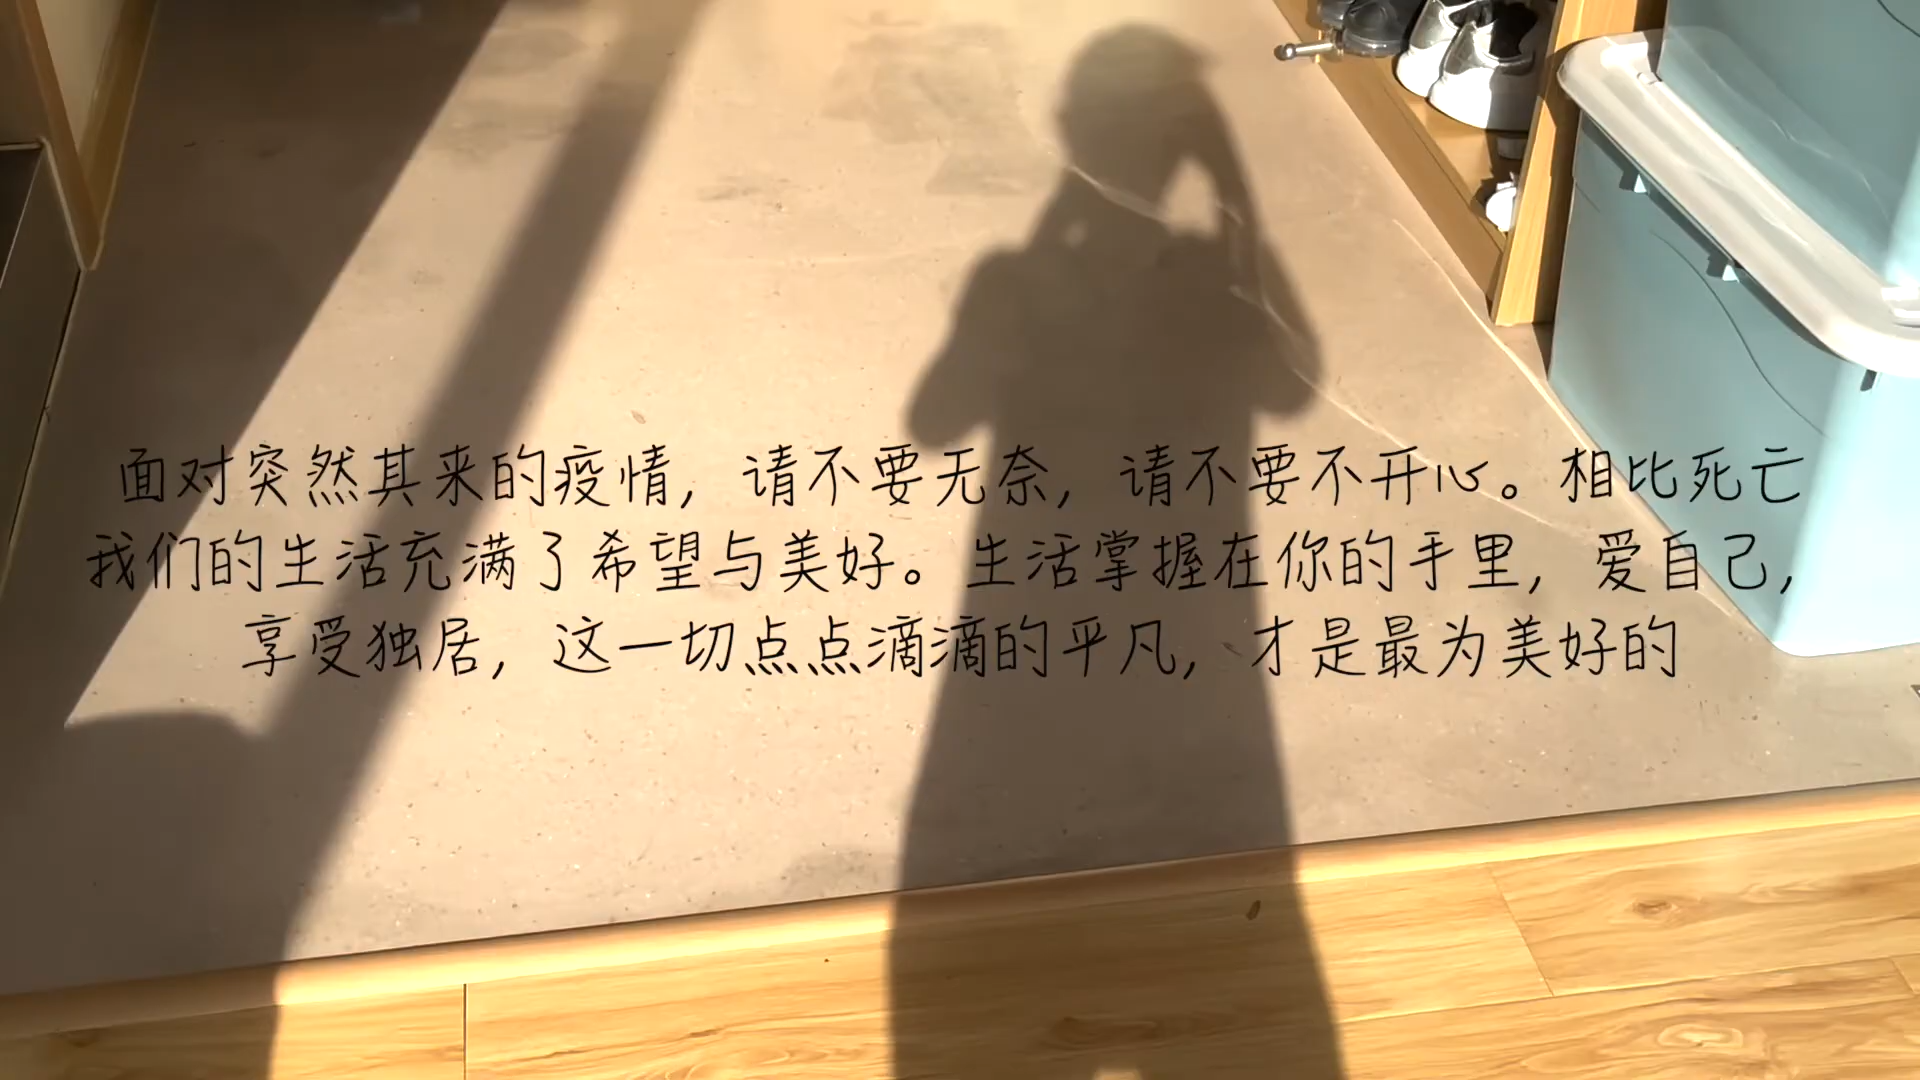 面对突然其来的疫情，请不要无奈，请不要不开心。相比死亡
我们的生活充满了希望与美好。生活掌握在你的手里，爱自己，
享受独居，这一切点点滴滴的平凡，才是最为美好的